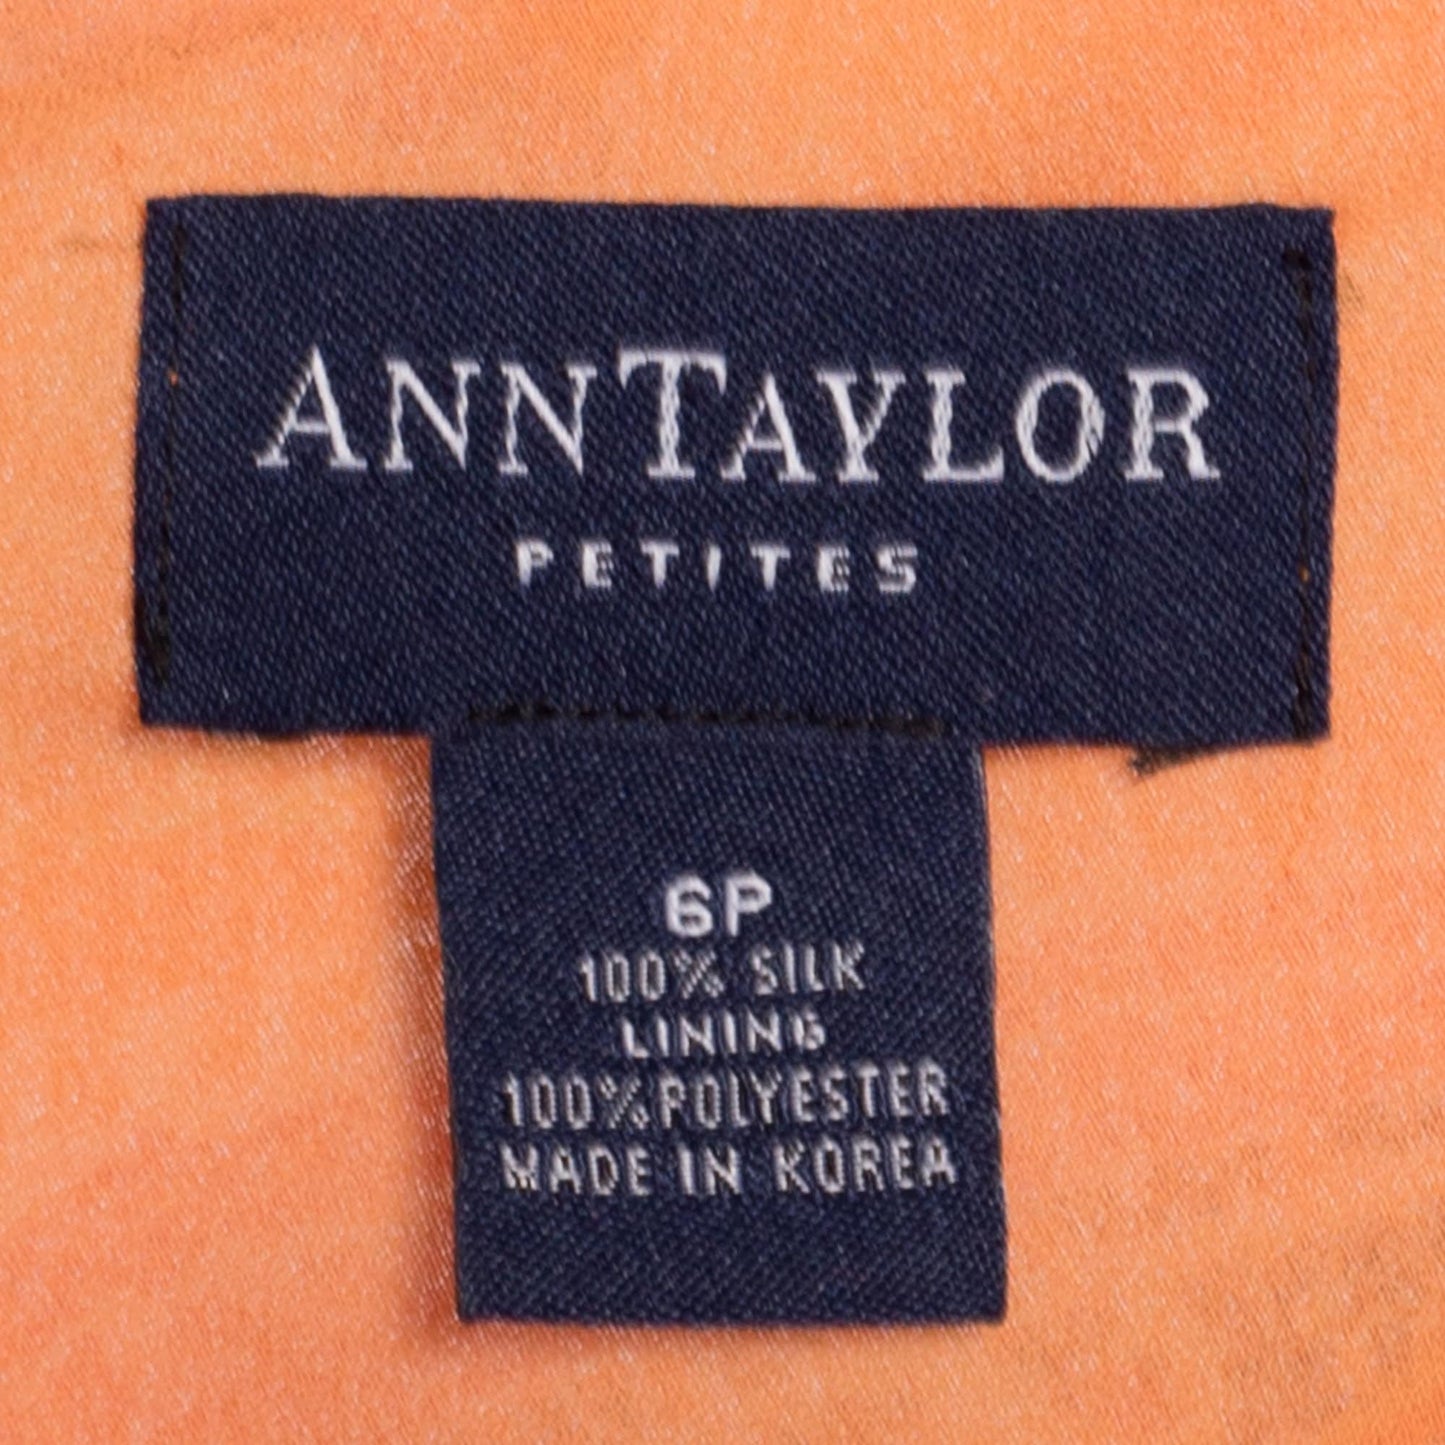 ANNTAYLOR
PETITES
6P
100% SILK
LINING
100% POLYESTER
MADE IN KOREA